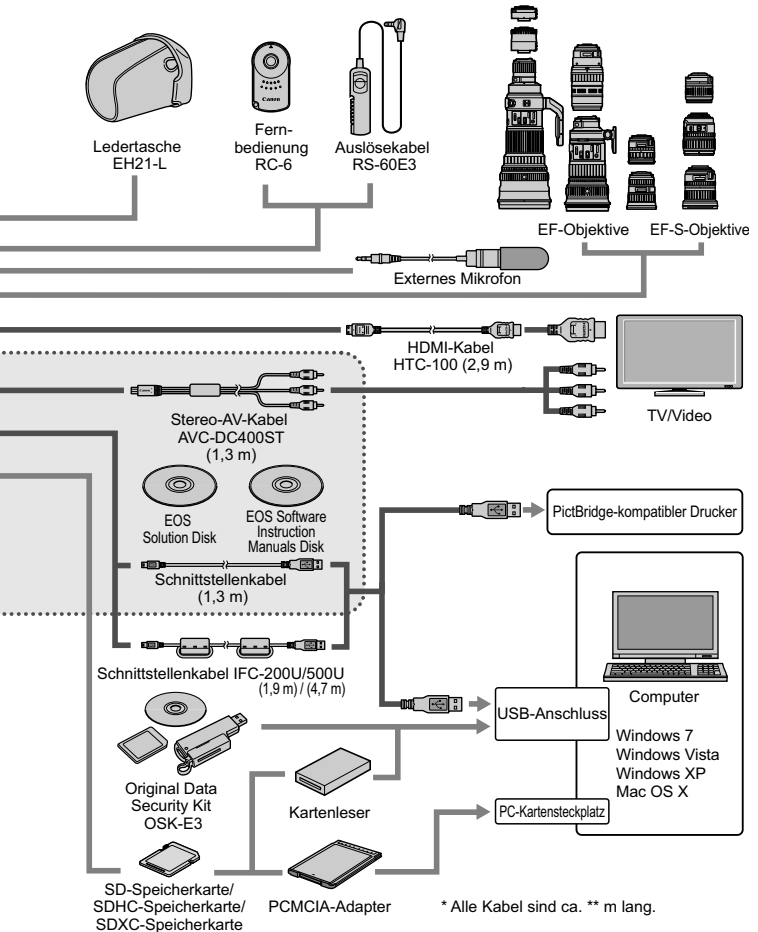 Ledertasche
EH21-L
Canon
Fern-
bedienung
RC-6
Auslösekabel
RS-60E3
EF-Objektive
EF-S-Objektive
Externes Mikrofon
HDMI-Kabel
HTC-100 (2,9 m)
TV/Video
Stereo-AV-Kabel
AVC-DC400ST
(1,3 m)
EOS
Solution Disk
EOS Software
Instruction
Manuals Disk
PictBridge-kompatibler Drucker
Schnittstellenkabel
(1,3 m)
Schnittstellenkabel IFC-200U/500U
(1,9 m) / (4,7 m)
USB-Anschluss
Computer
Windows 7
Windows Vista
Windows XP
Mac OS X
Original Data
Security Kit
OSK-E3
Kartenleser
PC-Kartensteckplatz
SD-Speicherkarte/
SDHC-Speicherkarte/
SDXC-Speicherkarte
PCMCIA-Adapter
* Alle Kabel sind ca. ** m lang.